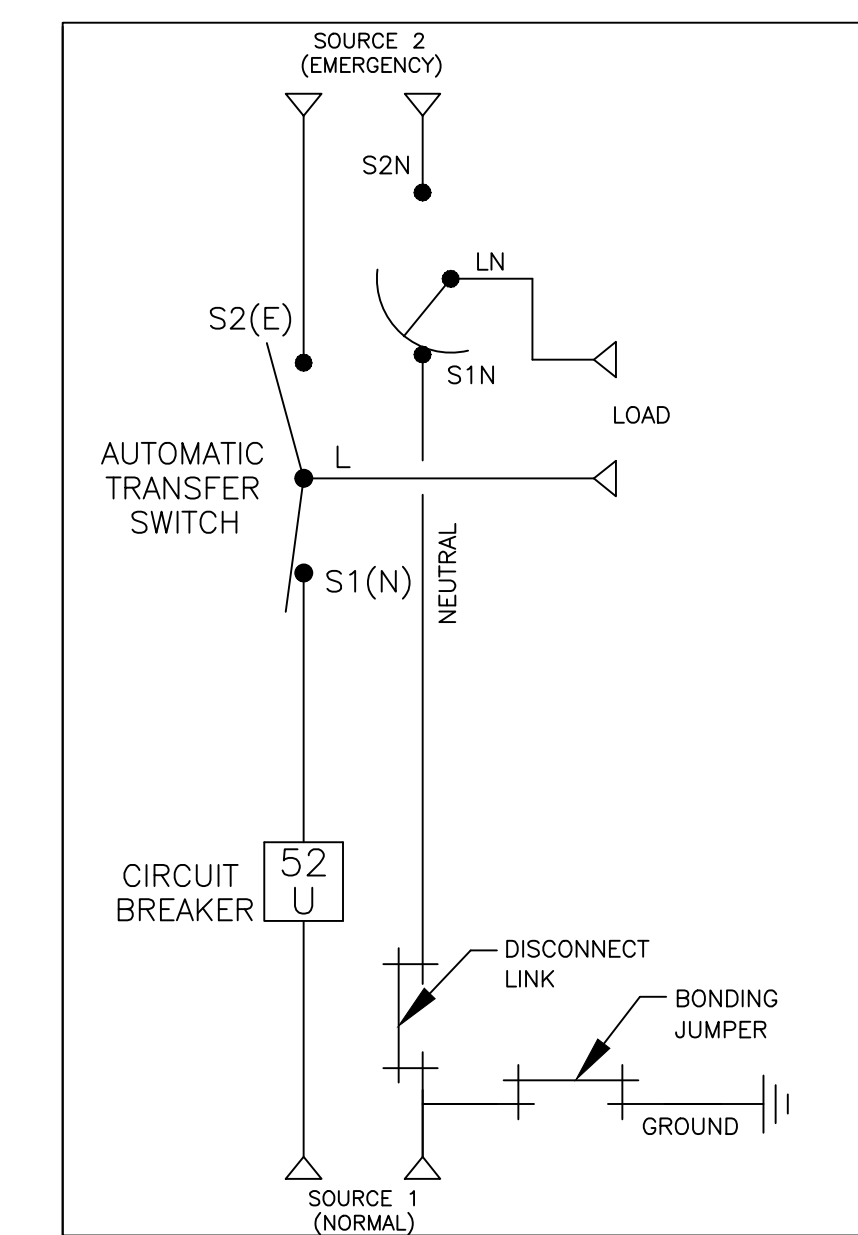 SOURCE 2
(EMERGENCY)
S2N
LN
S2(E)
S1N
LOAD
AUTOMATIC
TRANSFER
SWITCH
L
S1(N)
NEUTRAL
CIRCUIT
BREAKER
52
U
DISCONNECT
LINK
BONDING
JUMPER
GROUND
SOURCE 1
(NORMAL)